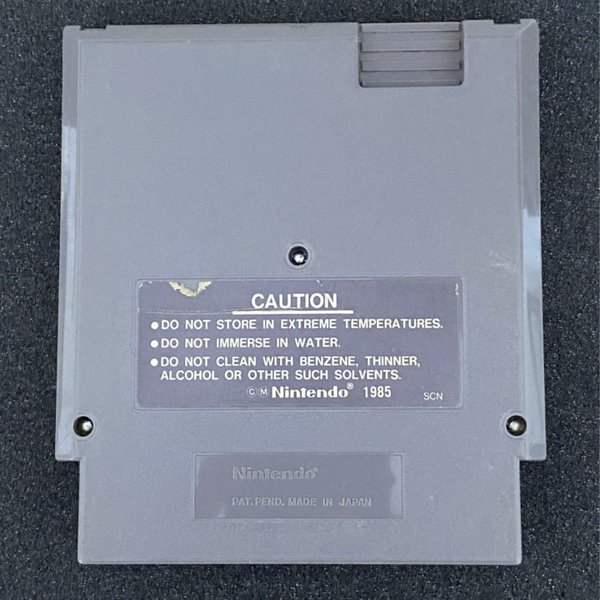 CAUTION
● DO NOT STORE IN EXTREME TEMPERATURES.
● DO NOT IMMERSE IN WATER.
● DO NOT CLEAN WITH BENZENE, THINNER,
ALCOHOL OR OTHER SUCH SOLVENTS.
Ⓒ Ⓜ Nintendo® 1985 SCN
Nintendo®
PAT. PEND. MADE IN JAPAN